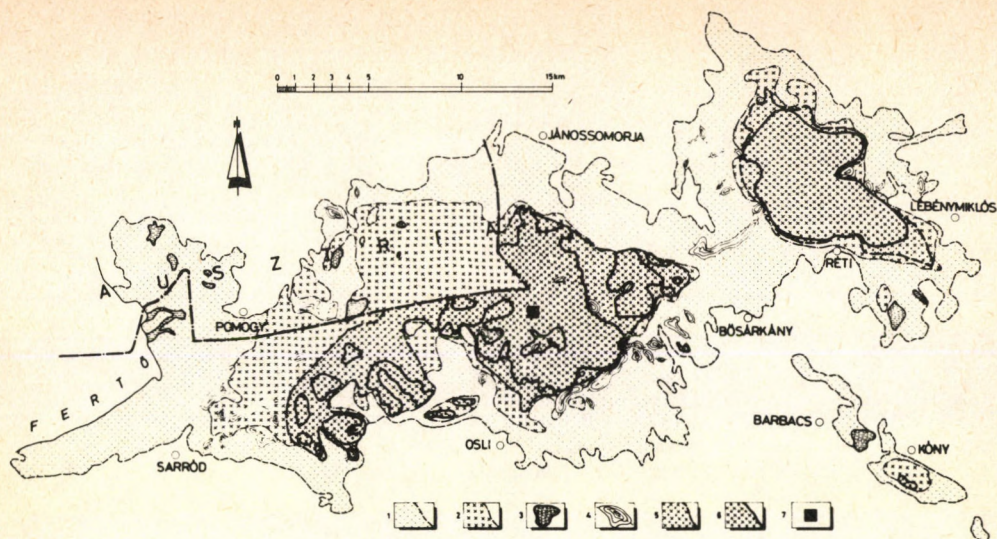 0 1 2 3 4 5 10 15km
JÁNOSSOMORJA
LÉBÉNYMIKLÓS
RÉTI
A U S Z R I A
POMOGY
BŐSÁRKÁNY
FERTŐ
BARBACS
OSLI
KÓNY
SARRÓD
1 2 3 4 5 6 7